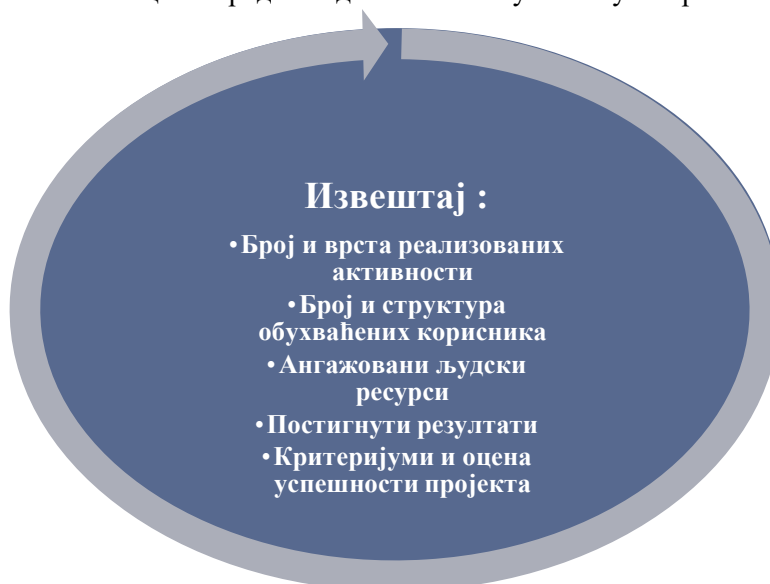 Извештај :
•Број и врста реализованих
активности
•Број и структура
обухваћених корисника
•Ангажовани људски
ресурси
•Постигнути резултати
•Критеријуми и оцена
успешности пројекта